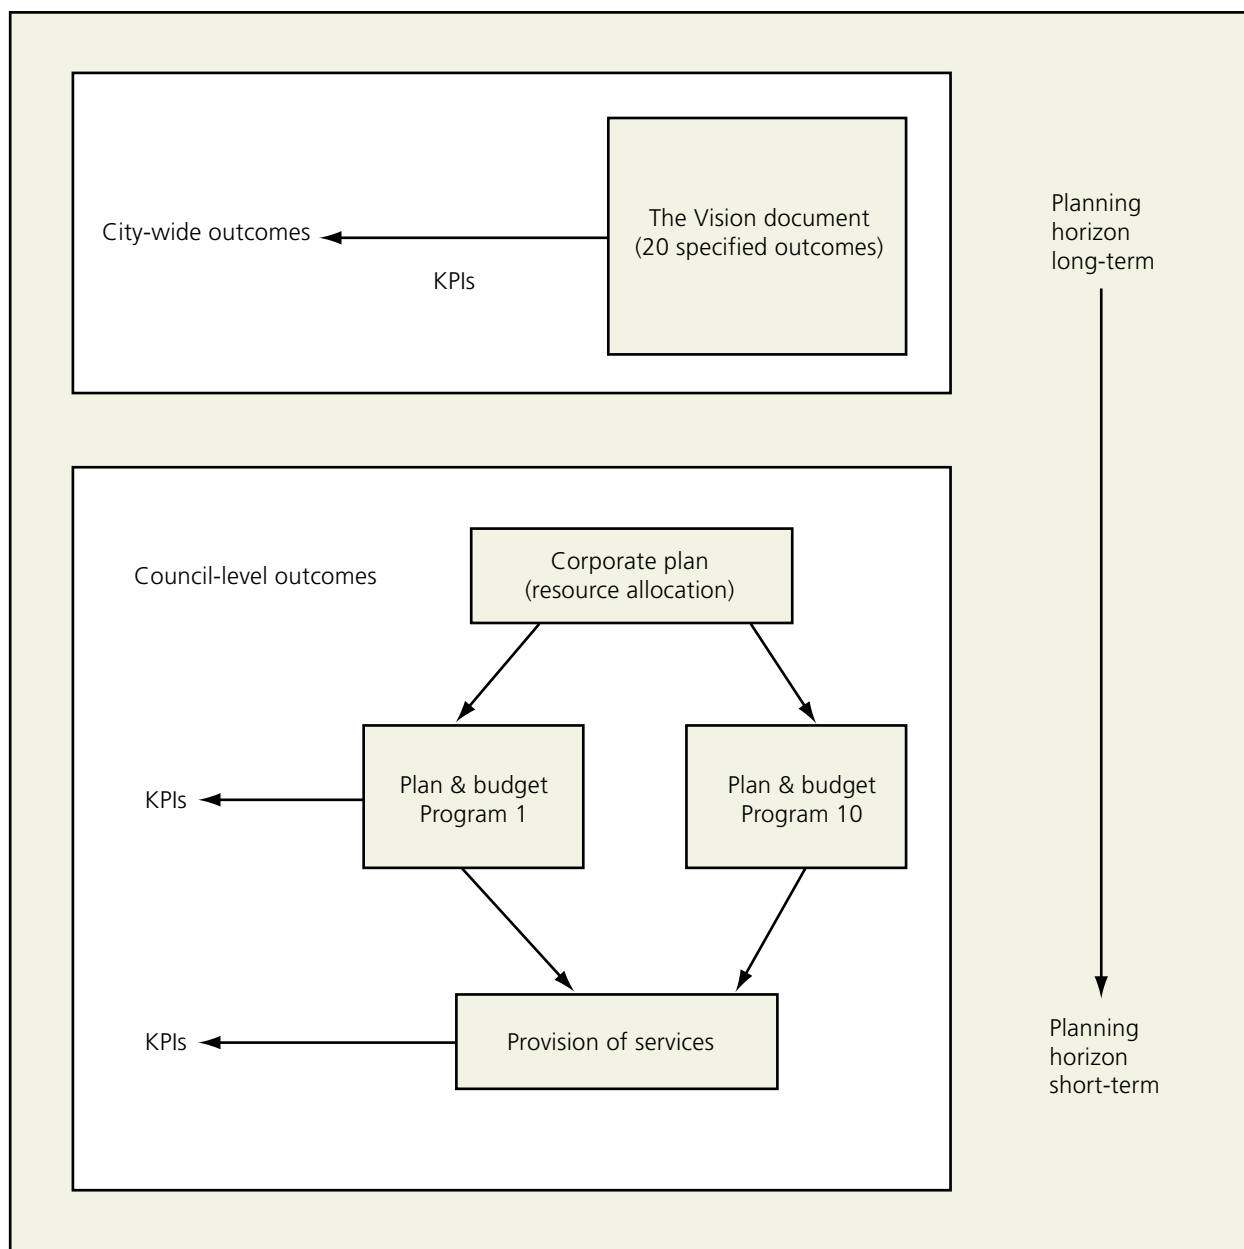 The Vision document
(20 specified outcomes)
City-wide outcomes
KPIs
Planning
horizon
long-term
Corporate plan
(resource allocation)
Council-level outcomes
Plan & budget
Program 1
Plan & budget
Program 10
KPIs
Provision of services
KPIs
Planning
horizon
short-term